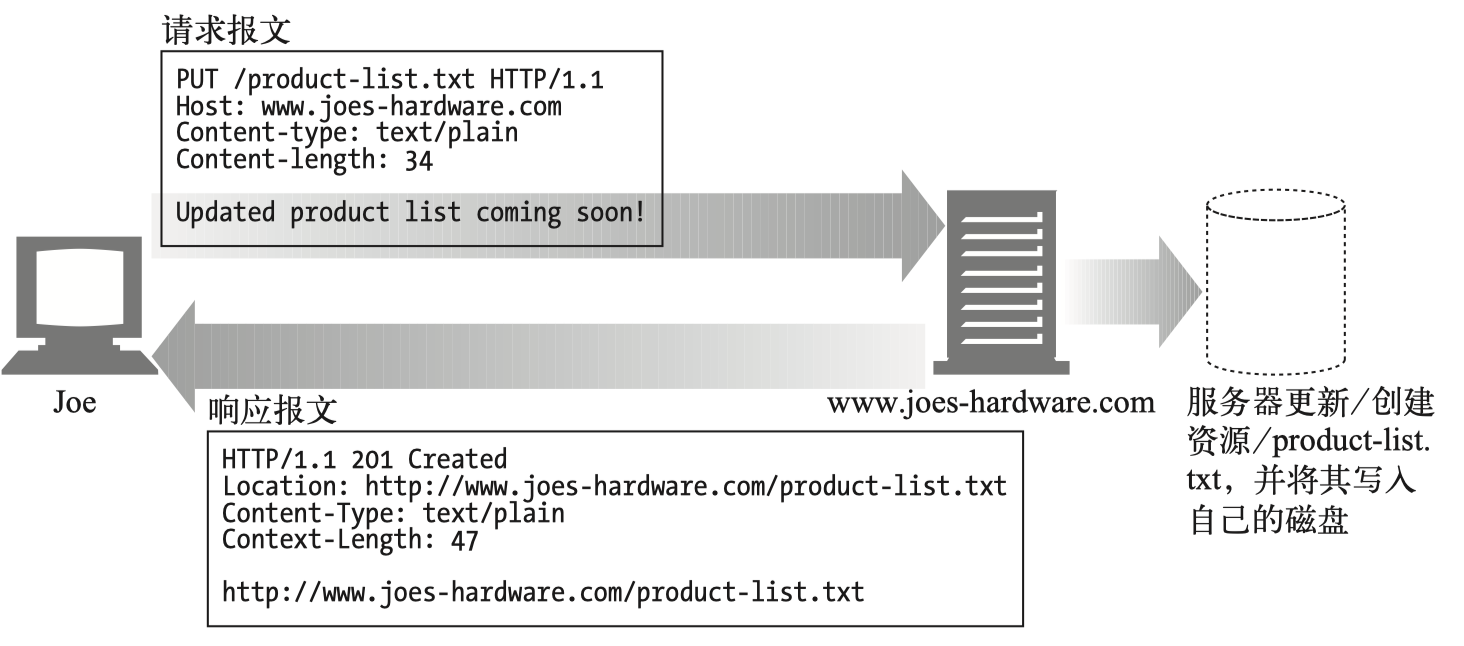 请求报文
PUT /product-list.txt HTTP/1.1
Host: www.joes-hardware.com
Content-type: text/plain
Content-length: 34
Updated product list coming soon!
Joe
www.joes-hardware.com
服务器更新/创建
资源/product-list.
txt，并将其写入
自己的磁盘
响应报文
HTTP/1.1 201 Created
Location: http://www.joes-hardware.com/product-list.txt
Content-Type: text/plain
Context-Length: 47
http://www.joes-hardware.com/product-list.txt